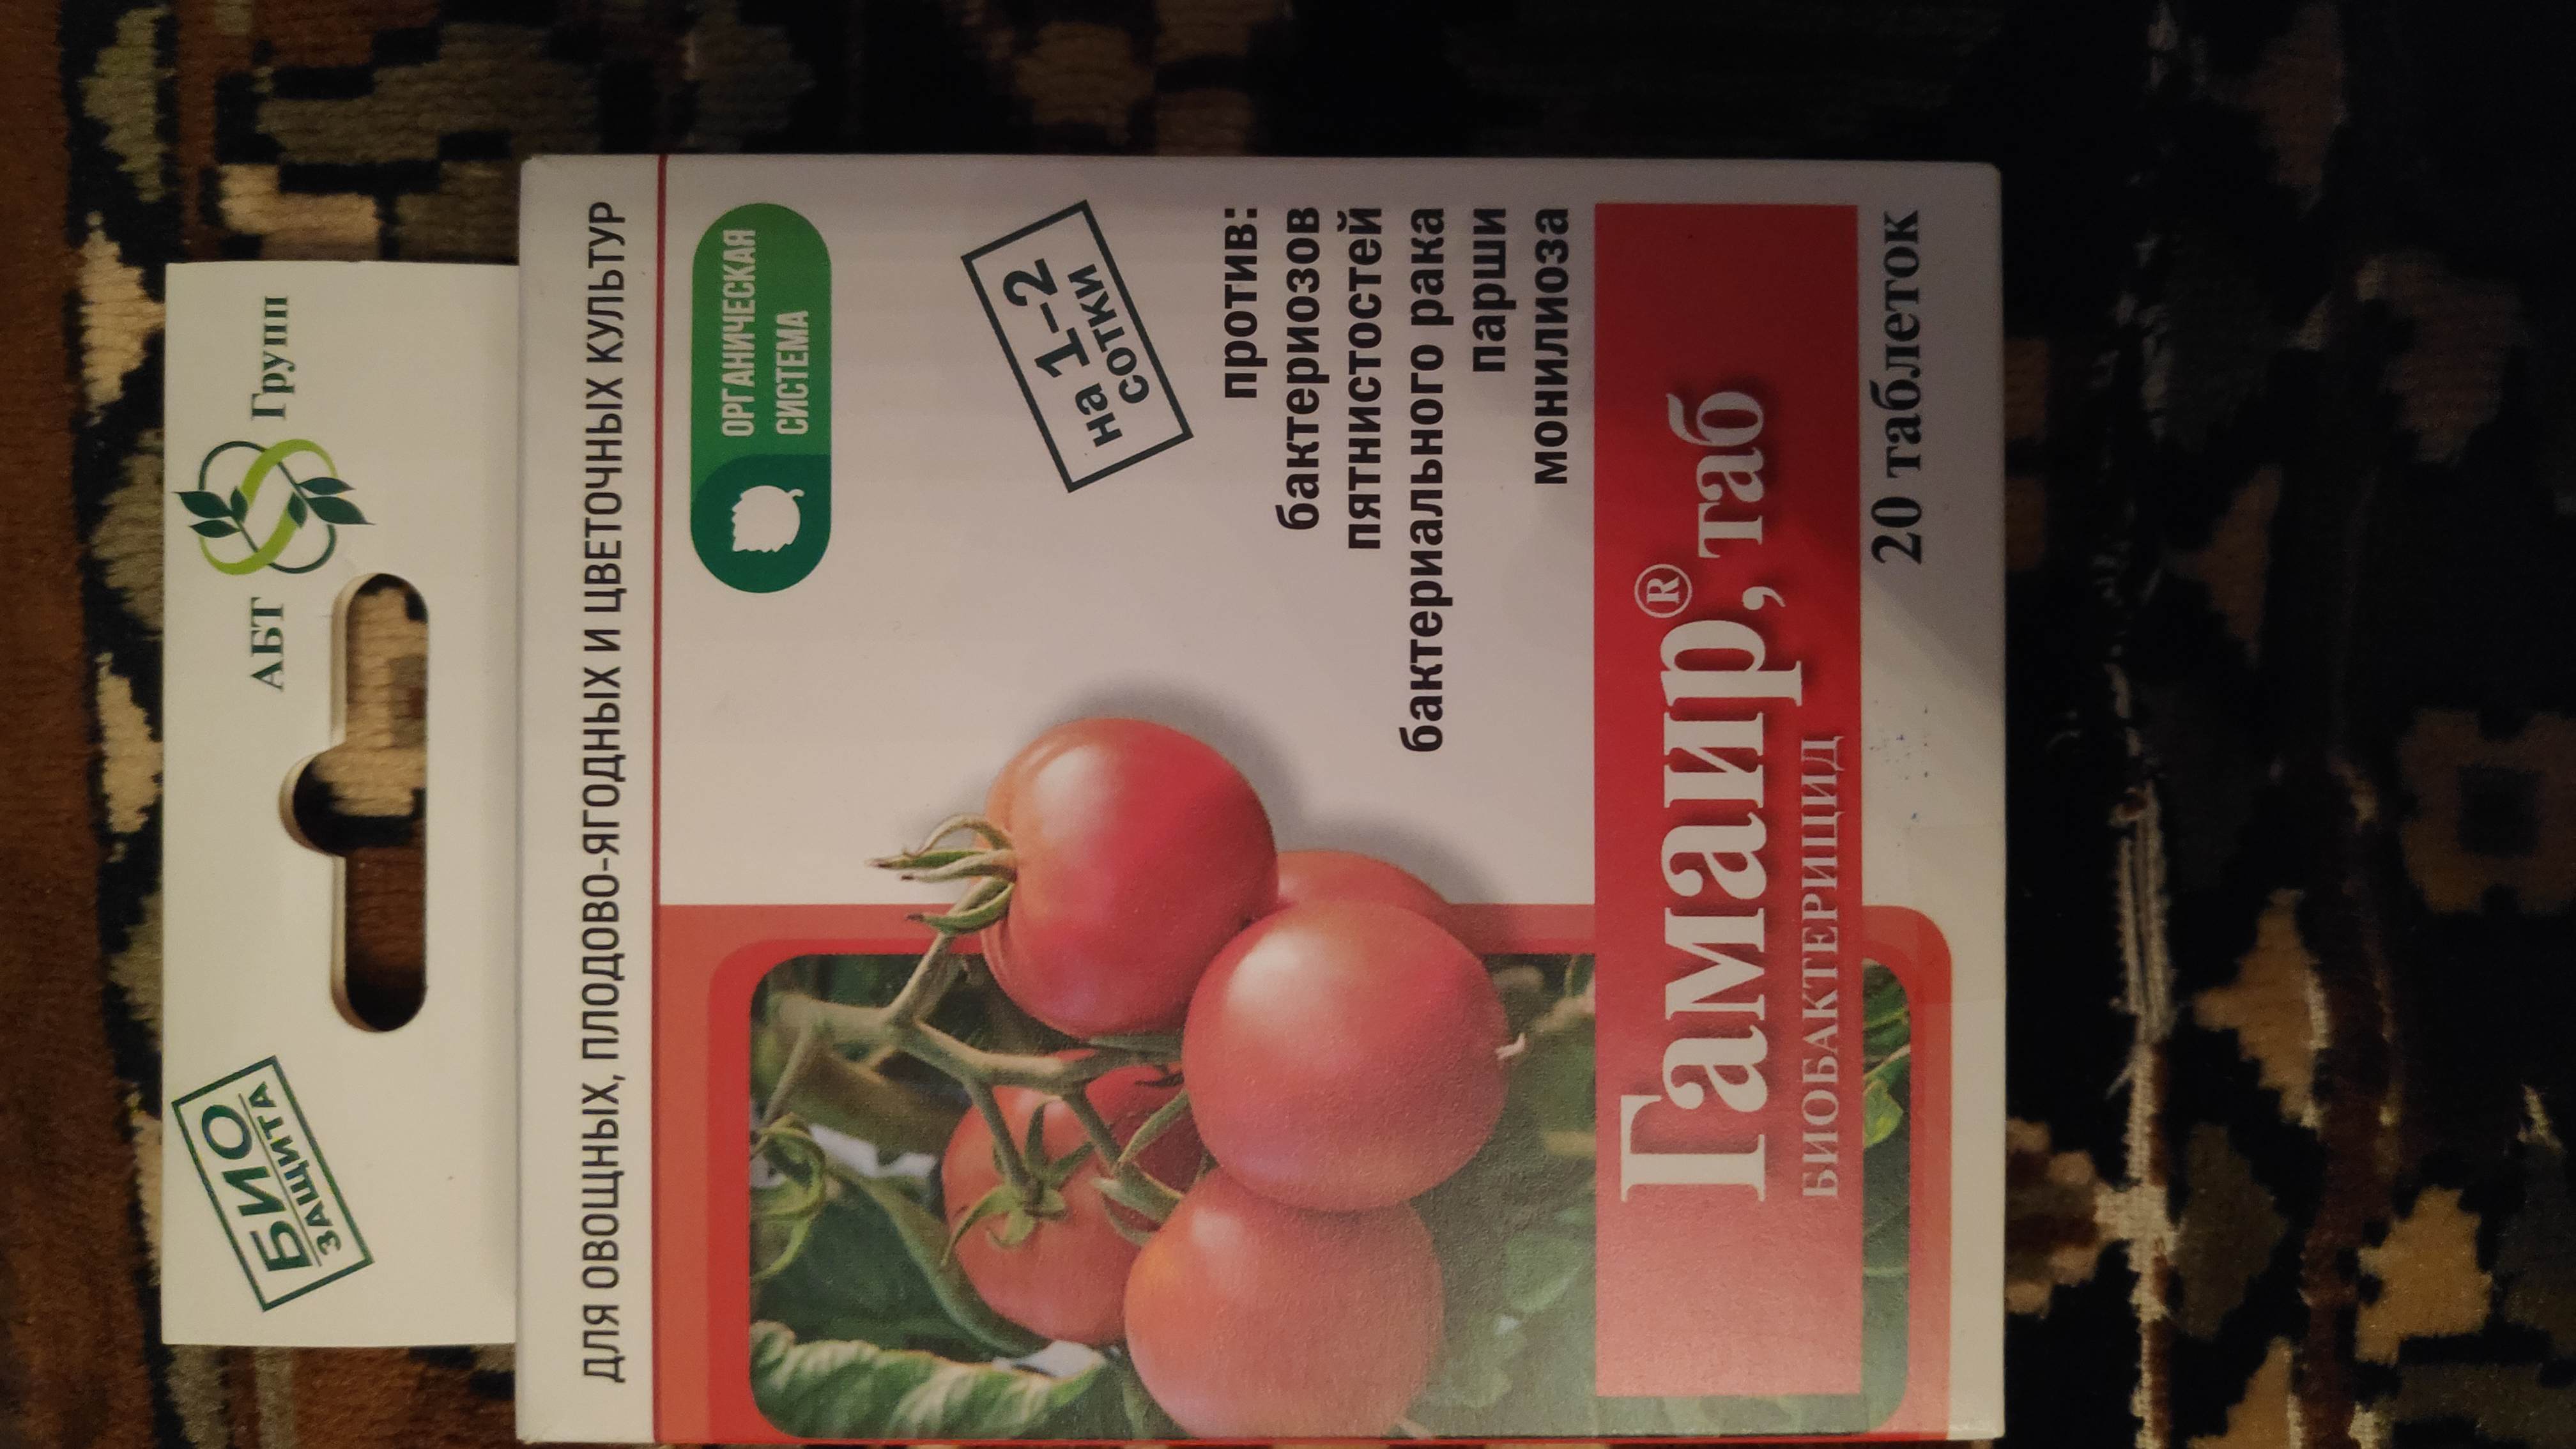 БИО
ЗАЩИТА
АБТ Групп
ДЛЯ ОВОЩНЫХ, ПЛОДОВО-ЯГОДНЫХ И ЦВЕТОЧНЫХ КУЛЬТУР
ОРГАНИЧЕСКАЯ
СИСТЕМА
на 1-2
сотки
против:
бактериозов
пятнистостей
бактериального рака
парши
монилиоза
Гамаир®, таб
БИОБАКТЕРИЦИД
20 таблеток